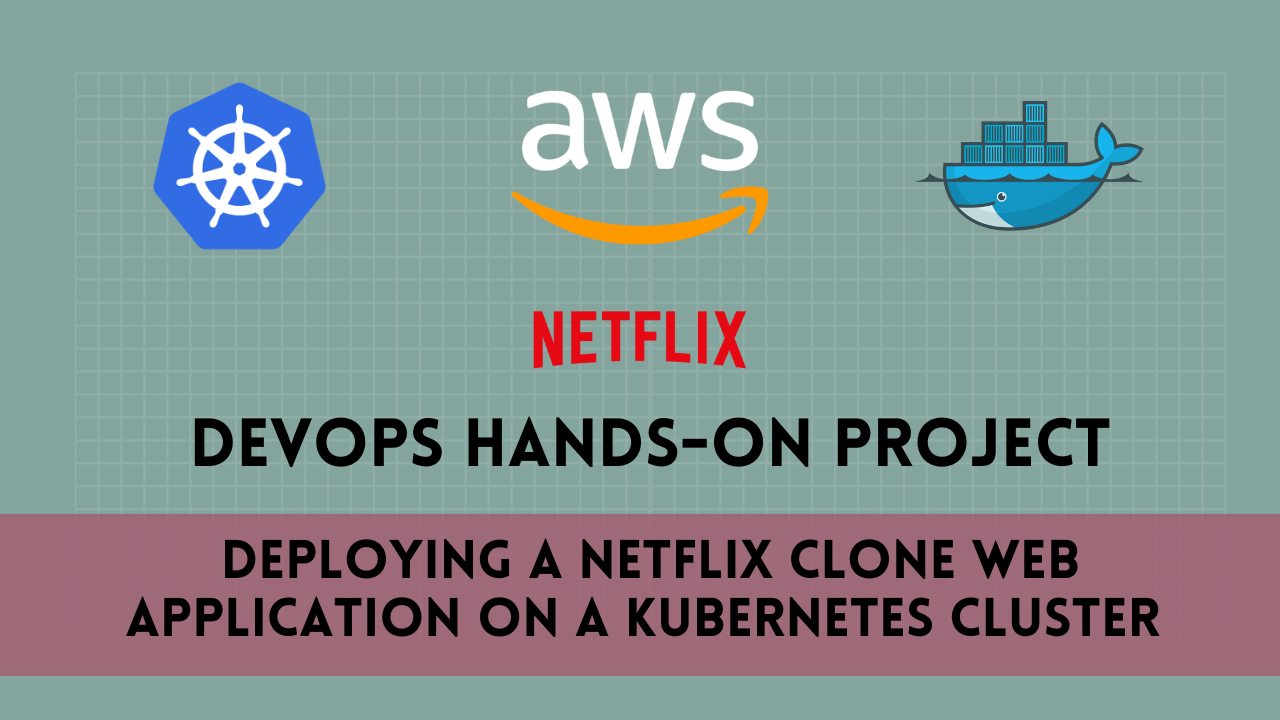 aws
NETFLIX
DEVOPS HANDS-ON PROJECT
DEPLOYING A NETFLIX CLONE WEB
APPLICATION ON A KUBERNETES CLUSTER